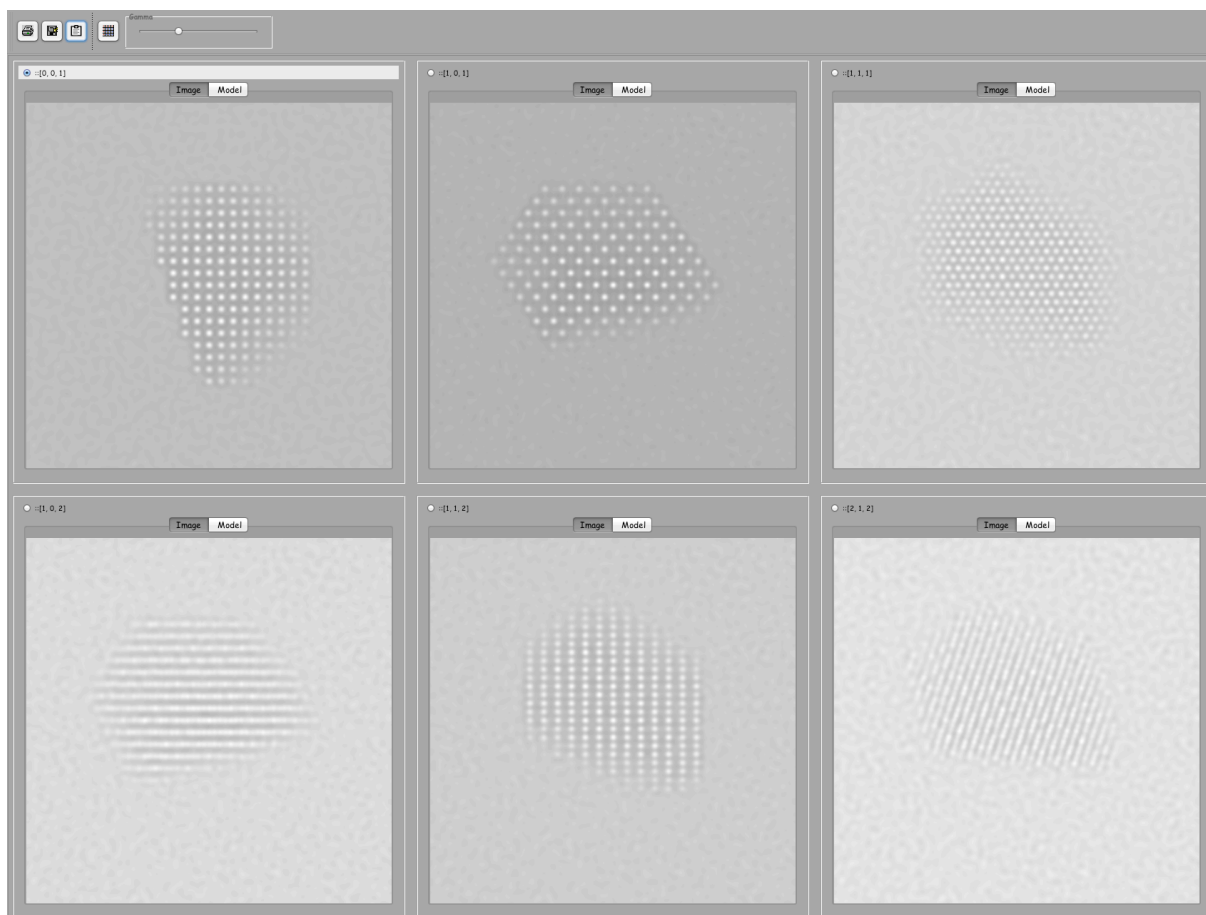 Gamma
::[0, 0, 1]
Image Model
::[1, 0, 1]
Image Model
::[1, 1, 1]
Image Model
::[1, 0, 2]
Image Model
::[1, 1, 2]
Image Model
::[2, 1, 2]
Image Model